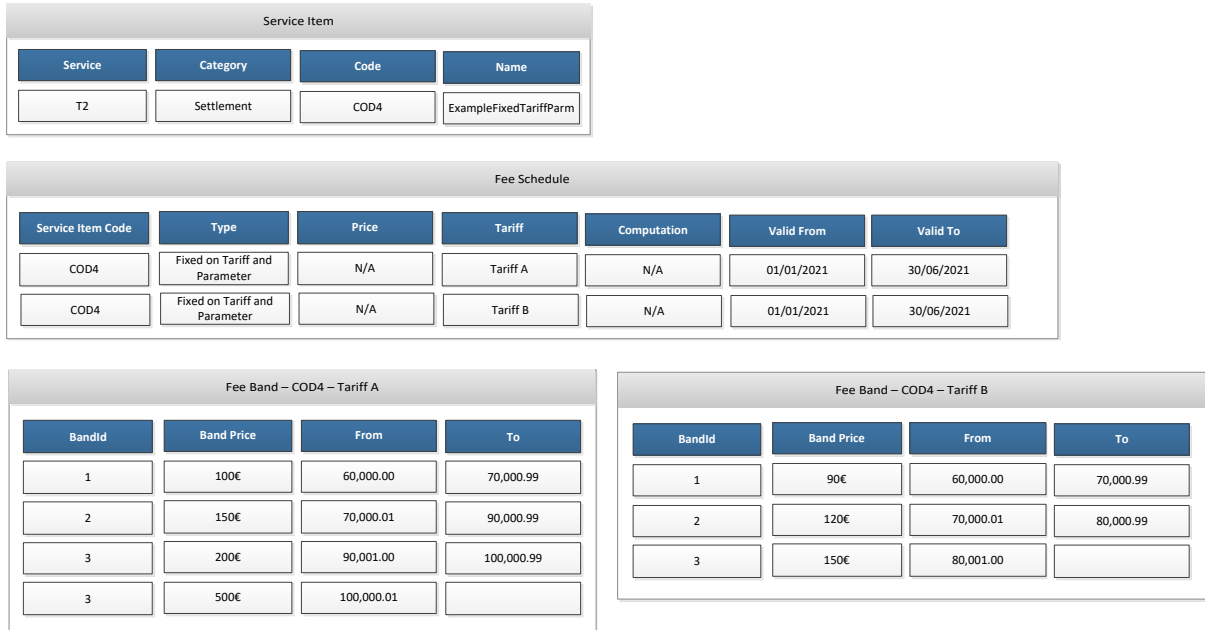 Service Item
Service Category Code Name
T2 Settlement COD4 ExampleFixedTariffParm
Fee Schedule
Service Item Code Type Price Tariff Computation Valid From Valid To
COD4 Fixed on Tariff and Parameter N/A Tariff A N/A 01/01/2021 30/06/2021
COD4 Fixed on Tariff and Parameter N/A Tariff B N/A 01/01/2021 30/06/2021
Fee Band – COD4 – Tariff A
BandId Band Price From To
1 100€ 60,000.00 70,000.99
2 150€ 70,000.01 90,000.99
3 200€ 90,001.00 100,000.99
3 500€ 100,000.01
Fee Band – COD4 – Tariff B
BandId Band Price From To
1 90€ 60,000.00 70,000.99
2 120€ 70,000.01 80,000.99
3 150€ 80,001.00